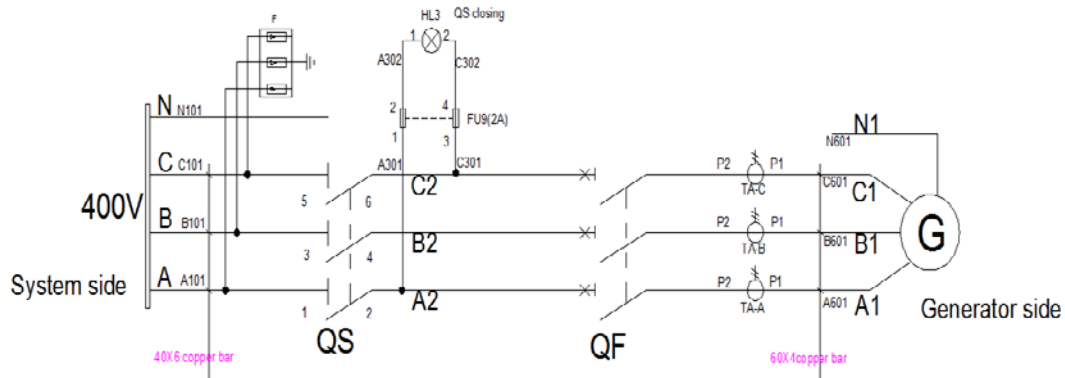 F
HL3 QS closing
1 2
A302 C302
2 4
FU9(2A)
1 3
A301 C301
N N101
C C101
400V
B B101
A A101
System side
5 6
3 4
1 2
C2
B2
A2
QS
QF
P2 P1
TA-C
P2 P1
TA-B
P2 P1
TA-A
N1
N601
C601 C1
B601 B1
A601 A1
G
Generator side
40X6 copper bar
60X4 copper bar